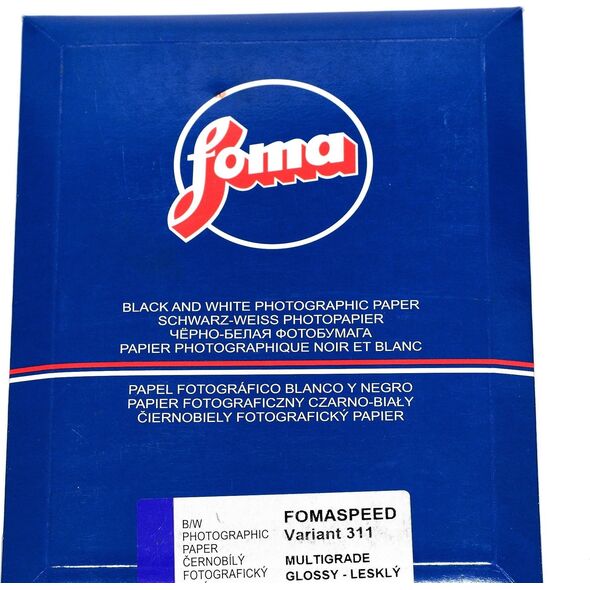 foma
BLACK AND WHITE PHOTOGRAPHIC PAPER
SCHWARZ-WEISS PHOTOPAPIER
ЧЁРНО-БЕЛАЯ ФОТОБУМАГА
PAPIER PHOTOGRAPHIQUE NOIR ET BLANC
PAPEL FOTOGRÁFICO BLANCO Y NEGRO
PAPIER FOTOGRAFICZNY CZARNO-BIAŁY
ČIERNOBIELY FOTOGRAFICKÝ PAPIER
B/W
PHOTOGRAPHIC
PAPER
ČERNOBÍLÝ
FOTOGRAFICKÝ
FOMASPEED
Variant 311
MULTIGRADE
GLOSSY - LESKLÝ